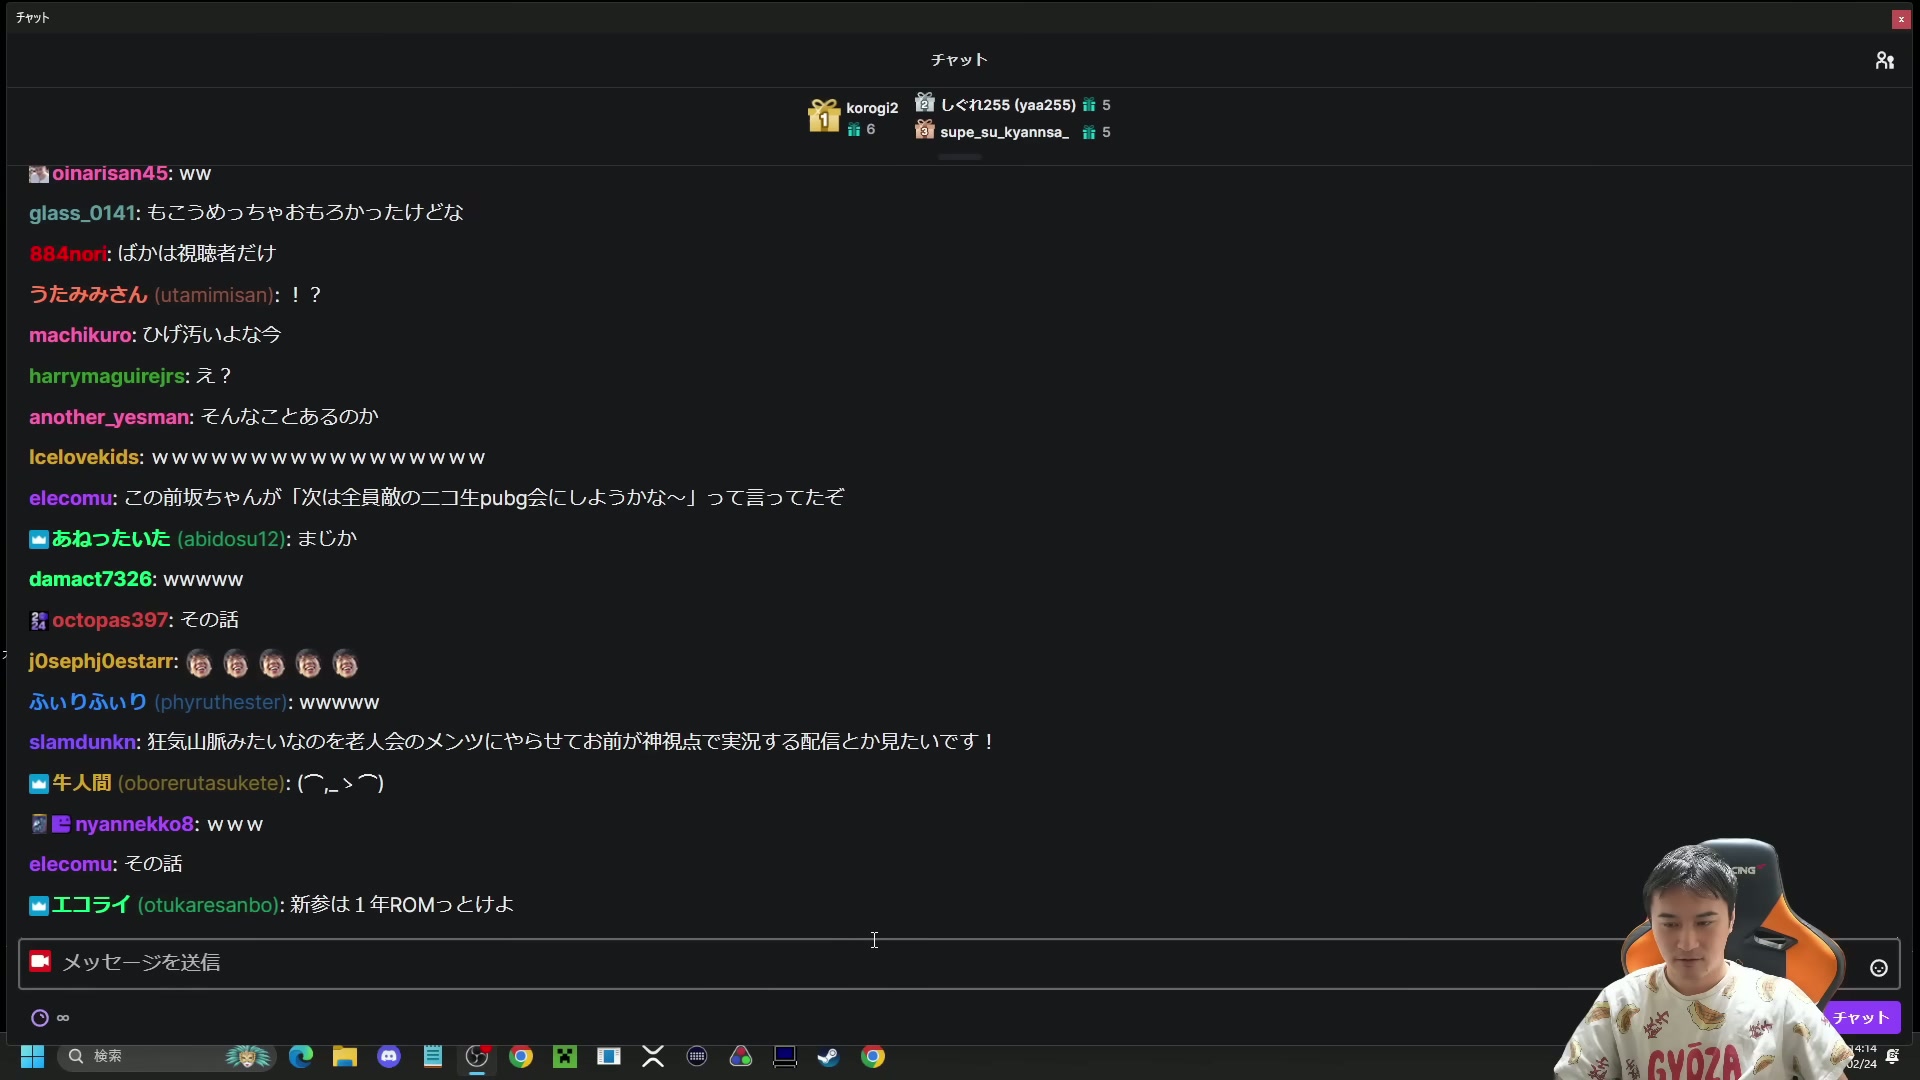 チャット
チャット
1 korogi2 6
2 しぐれ255 (yaa255) 5
3 supe_su_kyannsa_ 5
oinarisan45: ww
glass_0141: もこうめっちゃおもろかったけどな
884nori: ばかは視聴者だけ
うたみみさん (utamimisan): ！？
machikuro: ひげ汚いよな今
harrymaguirejrs: え？
another_yesman: そんなことあるのか
lcelovekids: ｗｗｗｗｗｗｗｗｗｗｗｗｗｗｗｗｗ
elecomu: この前坂ちゃんが「次は全員敵のニコ生pubg会にしようかな〜」って言ってたぞ
あねったいた (abidosu12): まじか
damact7326: wwwww
2024 octopas397: その話
j0sephj0estarr:
ふぃりふぃり (phyruthester): wwwww
slamdunkn: 狂気山脈みたいなのを老人会のメンツにやらせてお前が神視点で実況する配信とか見たいです！
牛人間 (oborerutasukete): (⌒,_ゝ⌒)
nyannekko8: ｗｗｗ
elecomu: その話
エコライ (otukaresanbo): 新参は１年ROMっとけよ
メッセージを送信
∞
チャット
検索
14:14
02/24
GYŌZA